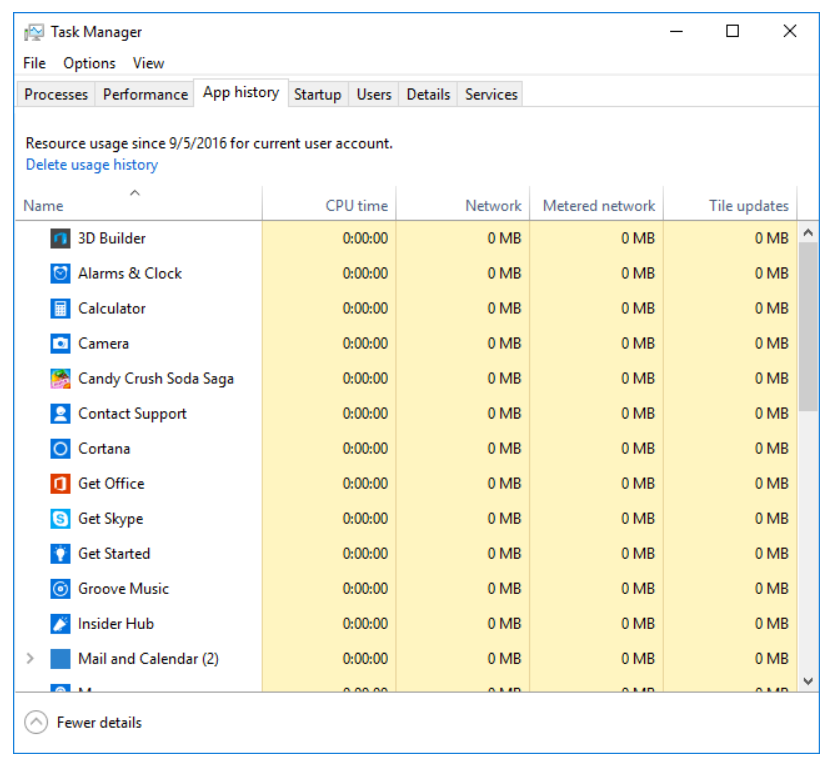 Task Manager
File Options View
Processes Performance App history Startup Users Details Services
Resource usage since 9/5/2016 for current user account.
Delete usage history
Name CPU time Network Metered network Tile updates
3D Builder 0:00:00 0 MB 0 MB 0 MB
Alarms & Clock 0:00:00 0 MB 0 MB 0 MB
Calculator 0:00:00 0 MB 0 MB 0 MB
Camera 0:00:00 0 MB 0 MB 0 MB
Candy Crush Soda Saga 0:00:00 0 MB 0 MB 0 MB
Contact Support 0:00:00 0 MB 0 MB 0 MB
Cortana 0:00:00 0 MB 0 MB 0 MB
Get Office 0:00:00 0 MB 0 MB 0 MB
Get Skype 0:00:00 0 MB 0 MB 0 MB
Get Started 0:00:00 0 MB 0 MB 0 MB
Groove Music 0:00:00 0 MB 0 MB 0 MB
Insider Hub 0:00:00 0 MB 0 MB 0 MB
Mail and Calendar (2) 0:00:00 0 MB 0 MB 0 MB
Fewer details